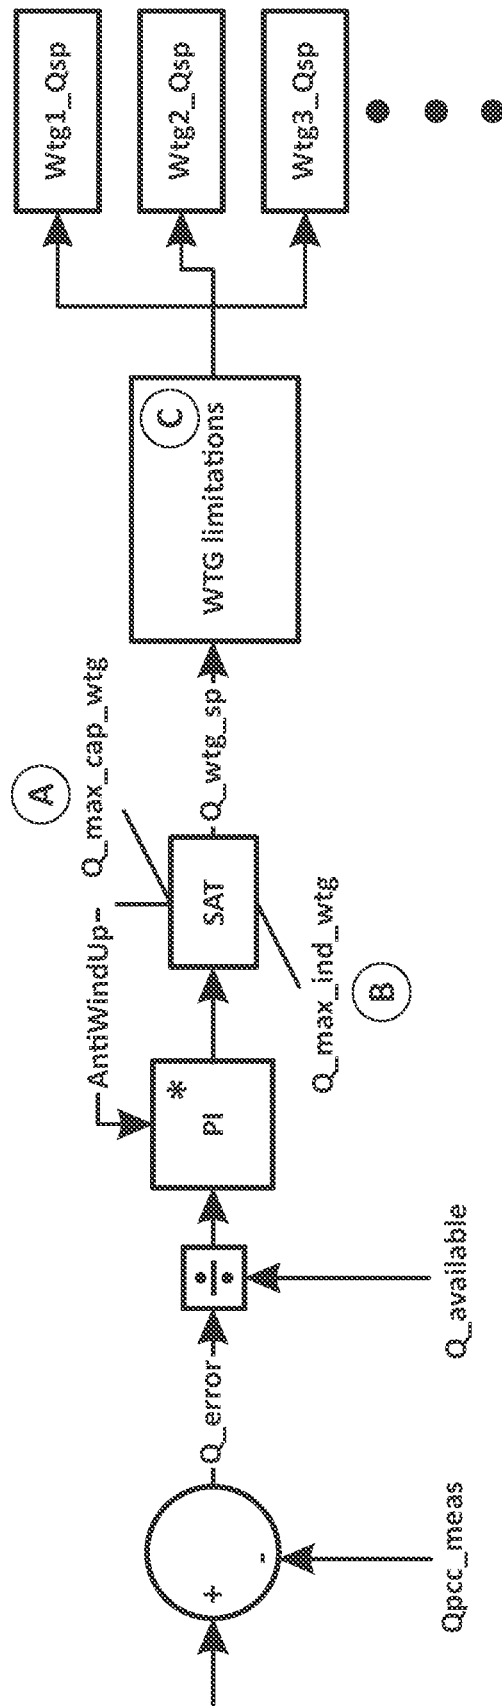 +
-
Qpcc_meas
Q_error
Q_available
÷
PI
*
AntiWindUp
SAT
Q_max_cap_wtg
A
Q_max_ind_wtg
B
Q_wtg_sp
WTG limitations
C
Wtg1_Qsp
Wtg2_Qsp
Wtg3_Qsp